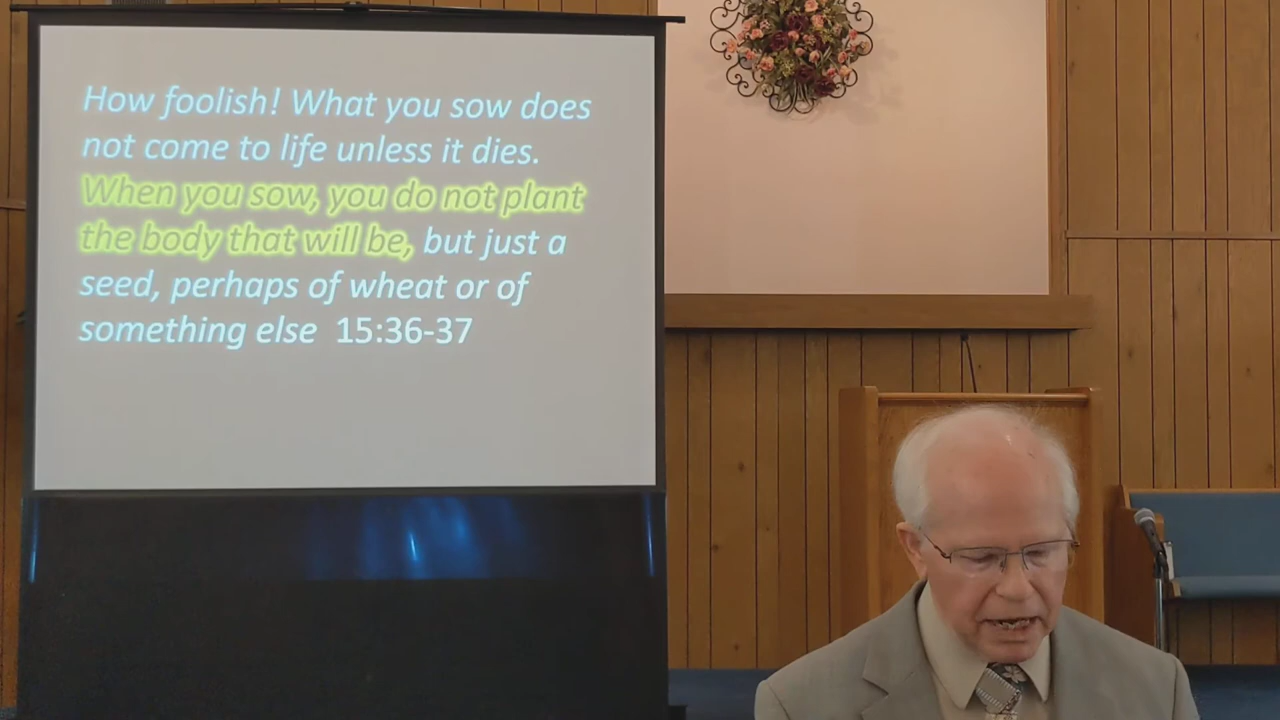 How foolish! What you sow does
not come to life unless it dies.
When you sow, you do not plant
the body that will be, but just a
seed, perhaps of wheat or of
something else 15:36-37